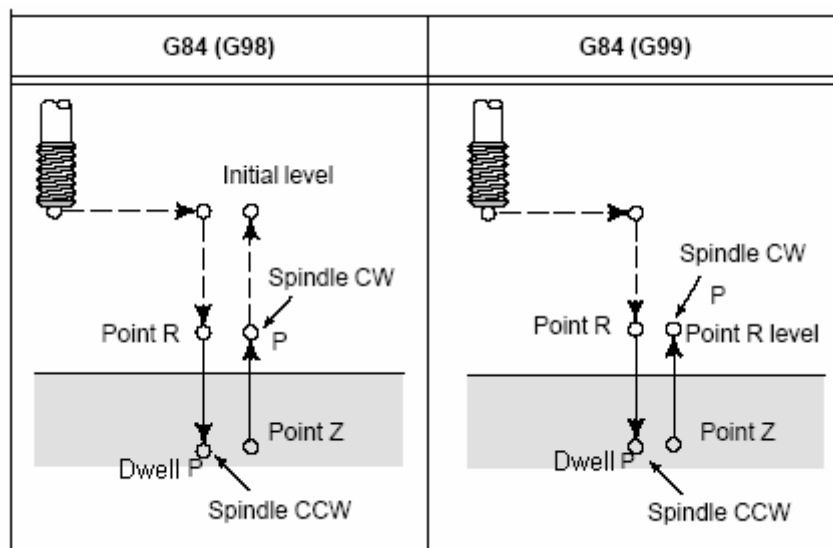 G84 (G98)
G84 (G99)
Initial level
Spindle CW
Point R
P
Point Z
Dwell P
Spindle CCW
Spindle CW
P
Point R
Point R level
Point Z
Dwell P
Spindle CCW